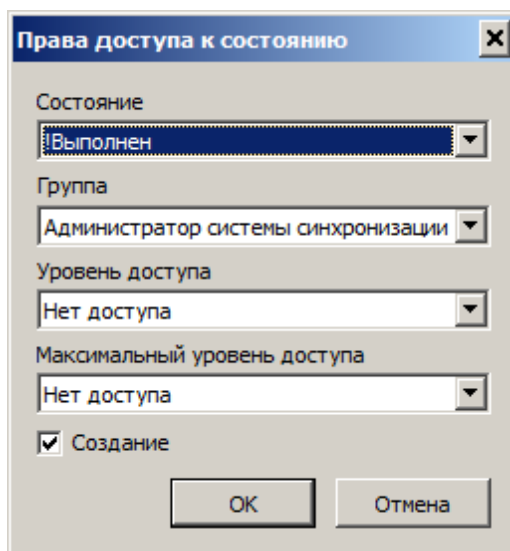 Права доступа к состоянию
Состояние
!Выполнен
Группа
Администратор системы синхронизации
Уровень доступа
Нет доступа
Максимальный уровень доступа
Нет доступа
Создание
OK
Отмена